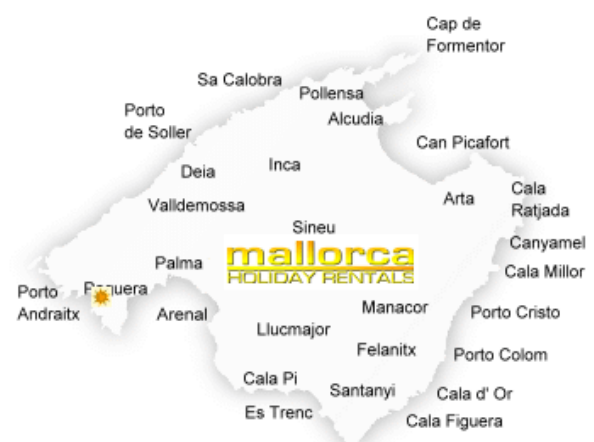 Cap de
Formentor
Sa Calobra
Pollensa
Porto
de Soller
Alcudia
Can Picafort
Deia
Inca
Arta
Cala
Ratjada
Valldemossa
Sineu
Canyamel
mallorca
HOLIDAY RENTALS
Palma
Cala Millor
Porto
Andraitx
Paguera
Arenal
Manacor
Porto Cristo
Llucmajor
Felanitx
Porto Colom
Cala Pi
Santanyi
Cala d' Or
Es Trenc
Cala Figuera